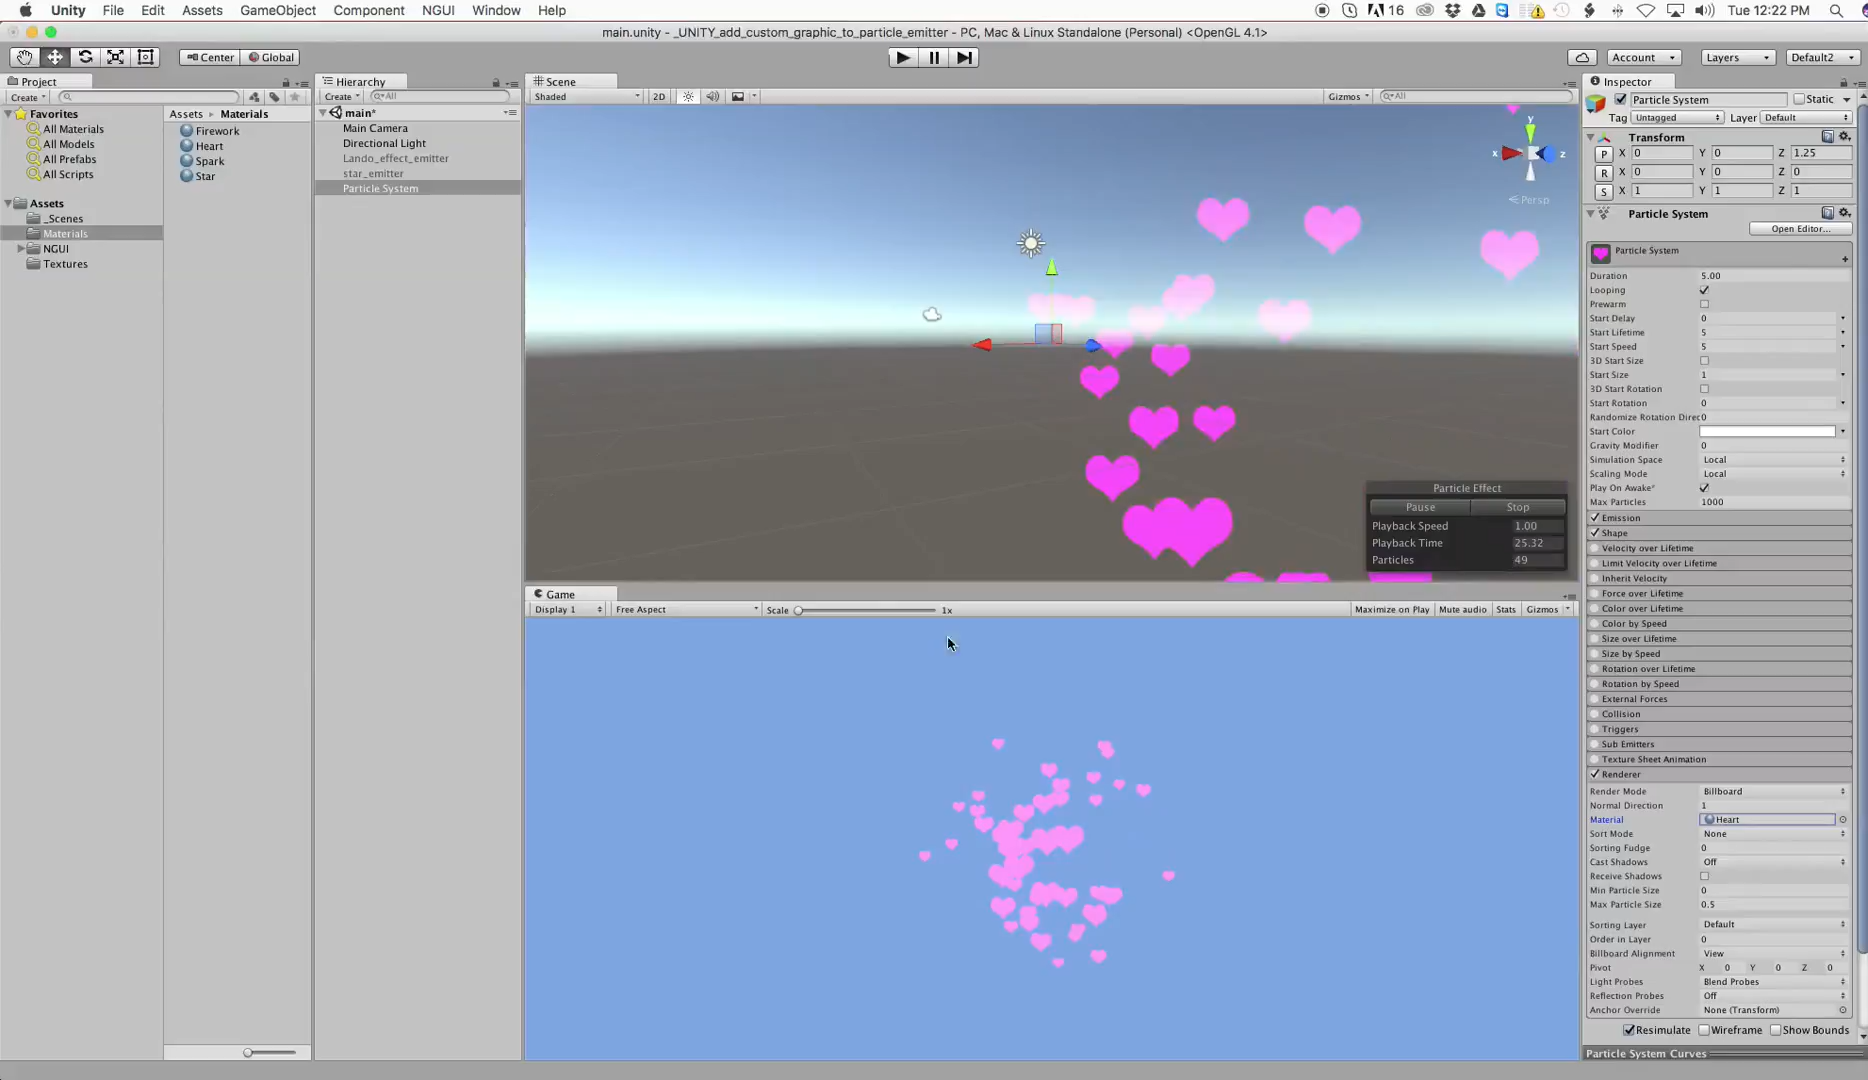 Unity File Edit Assets GameObject Component NGUI Window Help 16 Tue 12:22 PM
main.unity - _UNITY_add_custom_graphic_to_particle_emitter - PC, Mac & Linux Standalone (Personal) <OpenGL 4.1>
Center Global Account Layers Default2
Project
Create
Favorites
All Materials
All Models
All Prefabs
All Scripts
Assets
_Scenes
Materials
NGUI
Textures
Assets Materials
Firework
Heart
Spark
Star
Hierarchy
Create All
main*
Main Camera
Directional Light
Lando_effect_emitter
star_emitter
Particle System
Scene
Shaded 2D Gizmos All
y
x z
Persp
Particle Effect
Pause Stop
Playback Speed 1.00
Playback Time 25.32
Particles 49
Game
Display 1 Free Aspect Scale 1x Maximize on Play Mute audio Stats Gizmos
Inspector
Particle System Static
Tag Untagged Layer Default
Transform
P X 0 Y 0 Z 1.25
R X 0 Y 0 Z 0
S X 1 Y 1 Z 1
Particle System
Open Editor...
Particle System
Duration 5.00
Looping
Prewarm
Start Delay 0
Start Lifetime 5
Start Speed 5
3D Start Size
Start Size 1
3D Start Rotation
Start Rotation 0
Randomize Rotation Direc 0
Start Color
Gravity Modifier 0
Simulation Space Local
Scaling Mode Local
Play On Awake*
Max Particles 1000
Emission
Shape
Velocity over Lifetime
Limit Velocity over Lifetime
Inherit Velocity
Force over Lifetime
Color over Lifetime
Color by Speed
Size over Lifetime
Size by Speed
Rotation over Lifetime
Rotation by Speed
External Forces
Collision
Triggers
Sub Emitters
Texture Sheet Animation
Renderer
Render Mode Billboard
Normal Direction 1
Material Heart
Sort Mode None
Sorting Fudge 0
Cast Shadows Off
Receive Shadows
Min Particle Size 0
Max Particle Size 0.5
Sorting Layer Default
Order in Layer 0
Billboard Alignment View
Pivot X 0 Y 0 Z 0
Light Probes Blend Probes
Reflection Probes Off
Anchor Override None (Transform)
Resimulate Wireframe Show Bounds
Particle System Curves